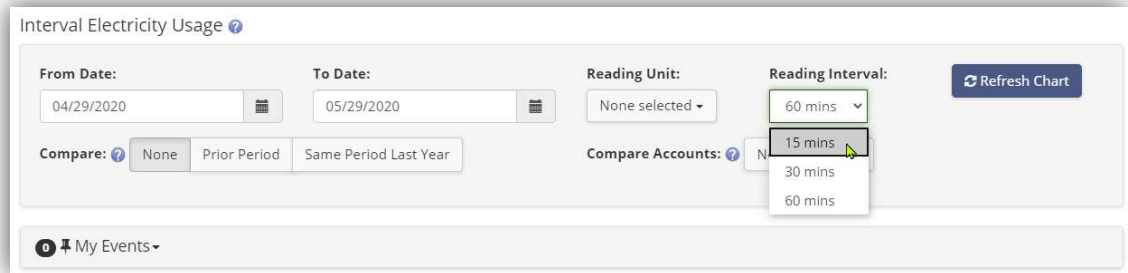 Interval Electricity Usage
From Date: To Date: Reading Unit: Reading Interval:
04/29/2020 05/29/2020 None selected 60 mins Refresh Chart
15 mins
Compare: None Prior Period Same Period Last Year Compare Accounts:
30 mins
60 mins
0 My Events